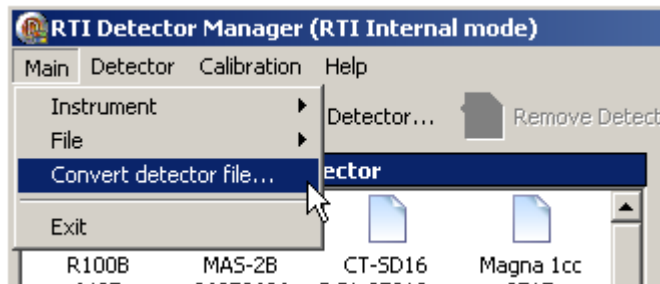 RTI Detector Manager (RTI Internal mode)
Main Detector Calibration Help
Instrument
Detector... Remove Detect
File
Convert detector file... ector
Exit
R100B MAS-2B CT-SD16 Magna 1cc